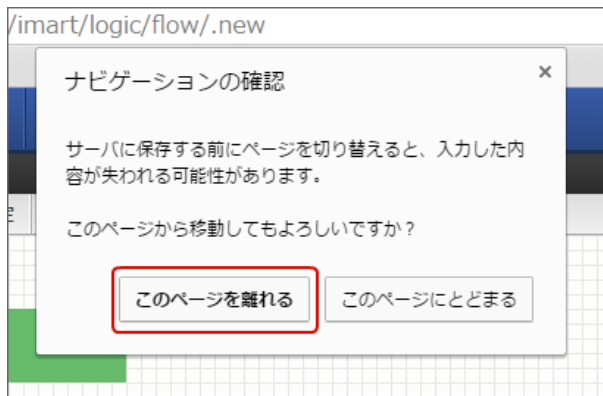 /imart/logic/flow/.new
ナビゲーションの確認
×
サーバに保存する前にページを切り替えると、入力した内
容が失われる可能性があります。
このページから移動してもよろしいですか？
このページを離れる
このページにとどまる